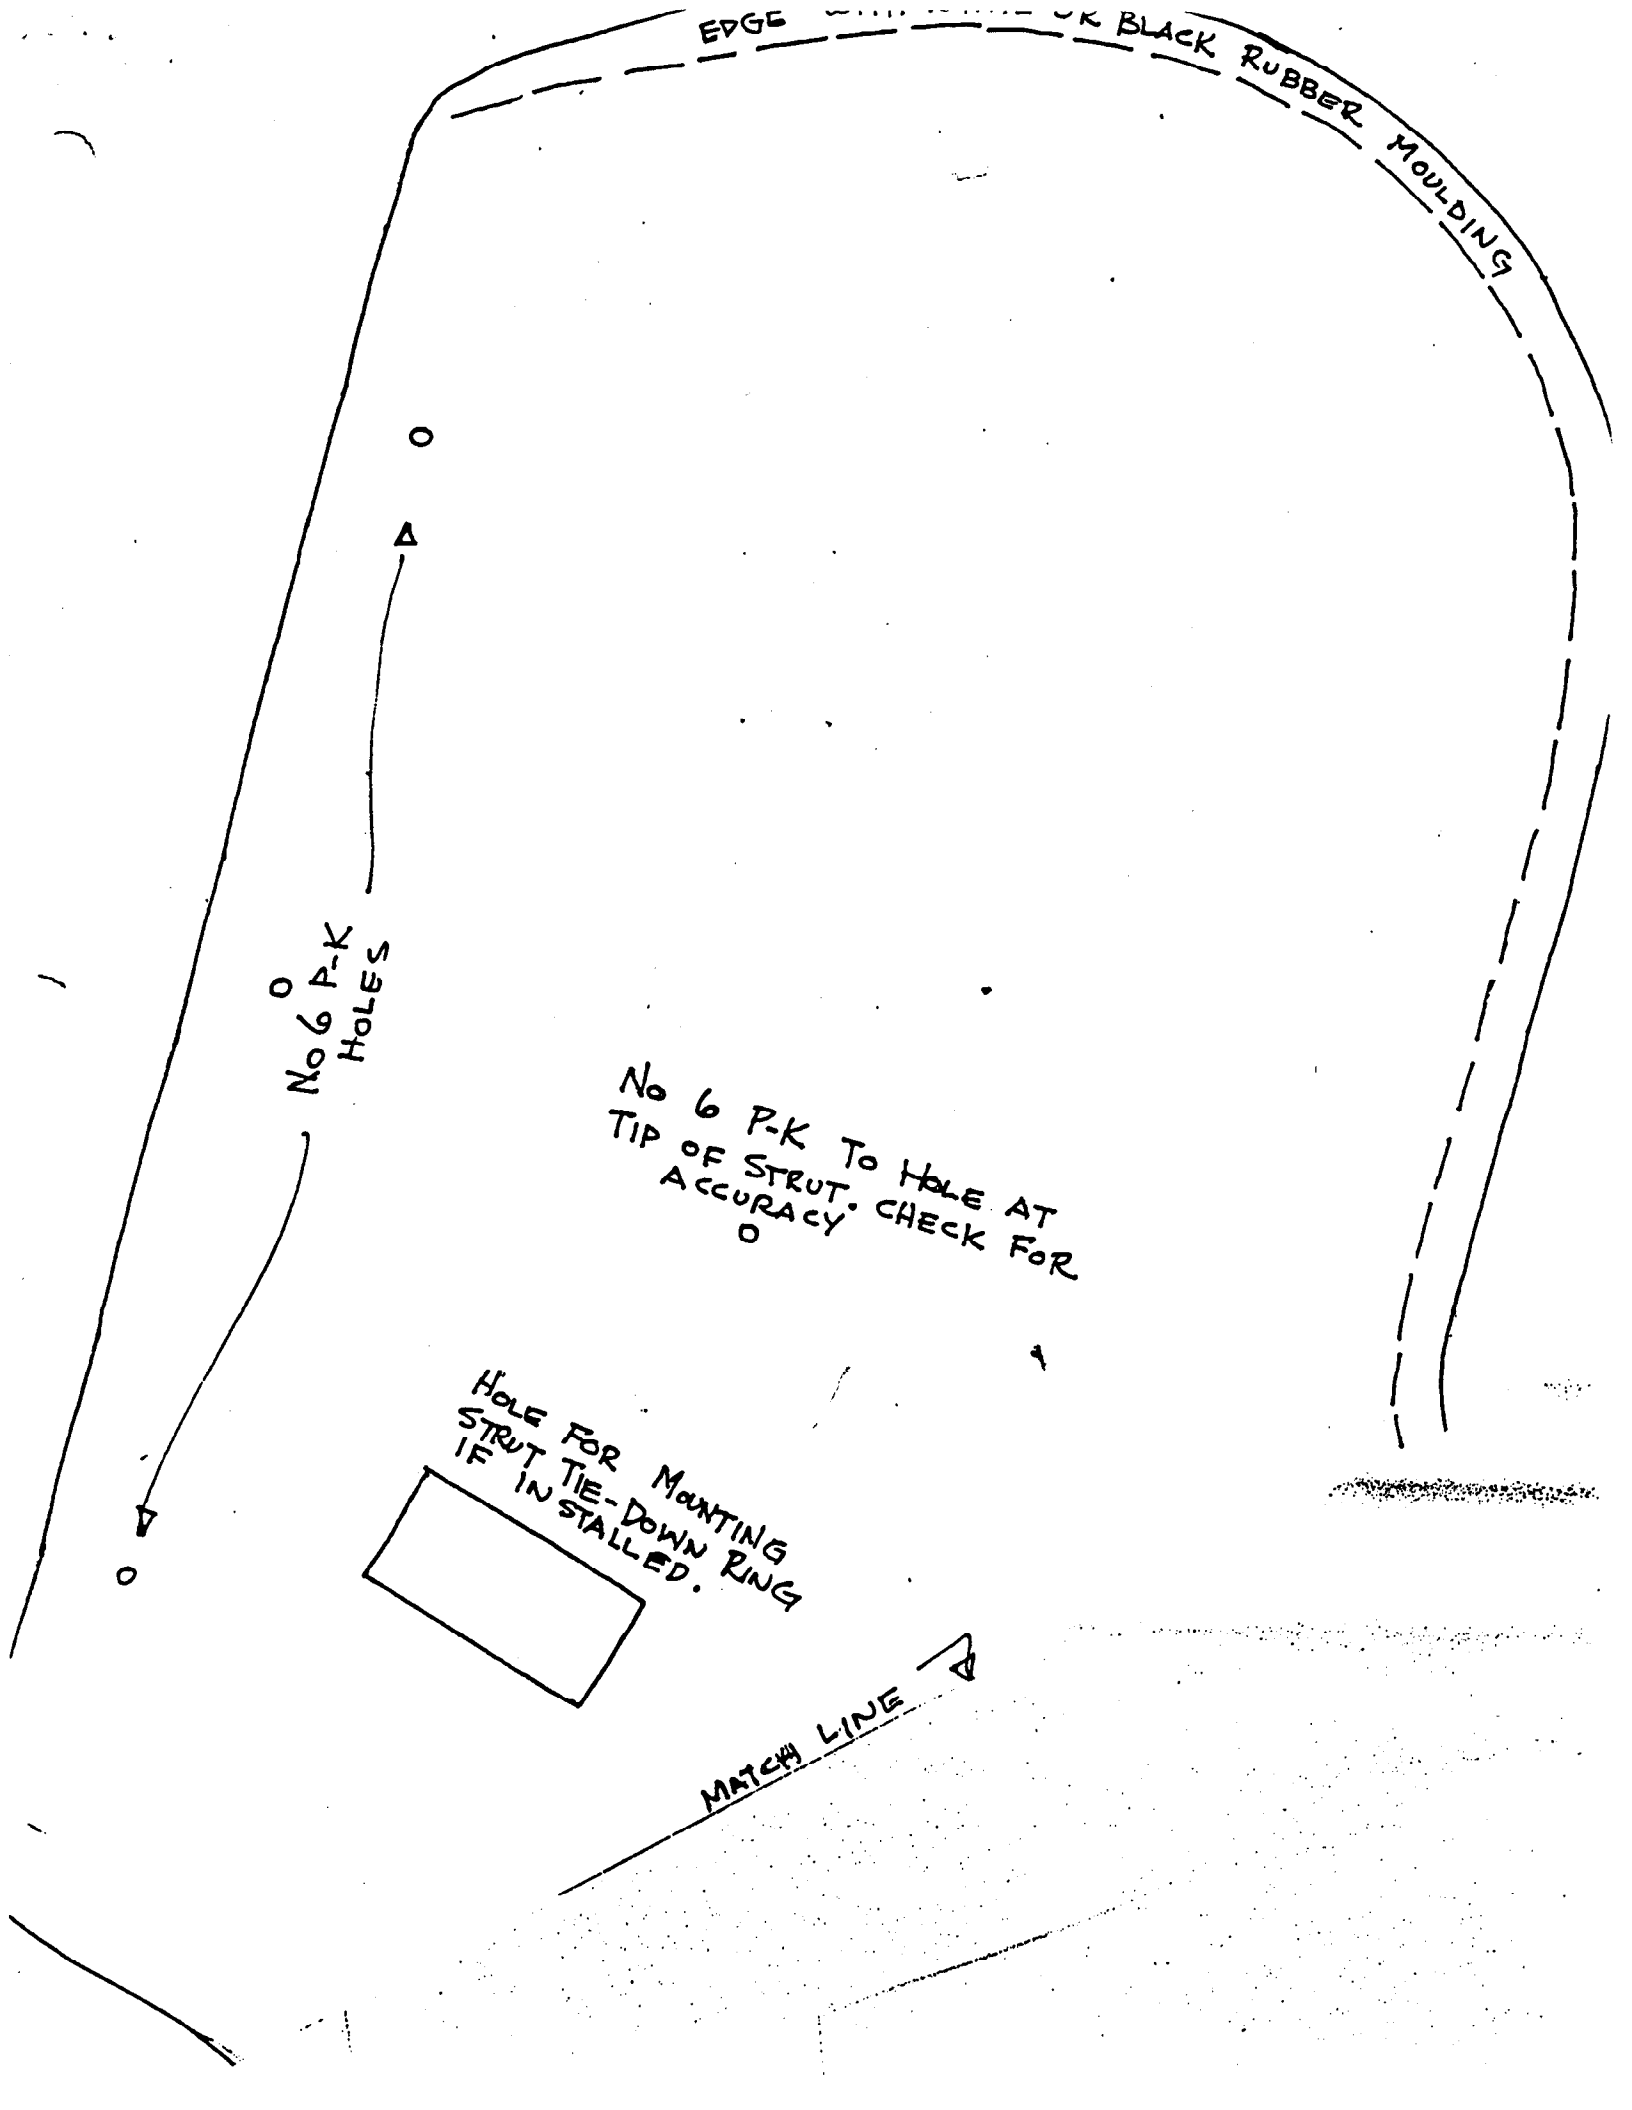 EDGE OR BLACK RUBBER MOULDING
No 6 P-K
HOLES
No 6 P-K TO HOLE AT
TIP OF STRUT. CHECK FOR
ACCURACY
HOLE FOR MOUNTING
STRUT TIE-DOWN RING
IF INSTALLED.
MATCH LINE